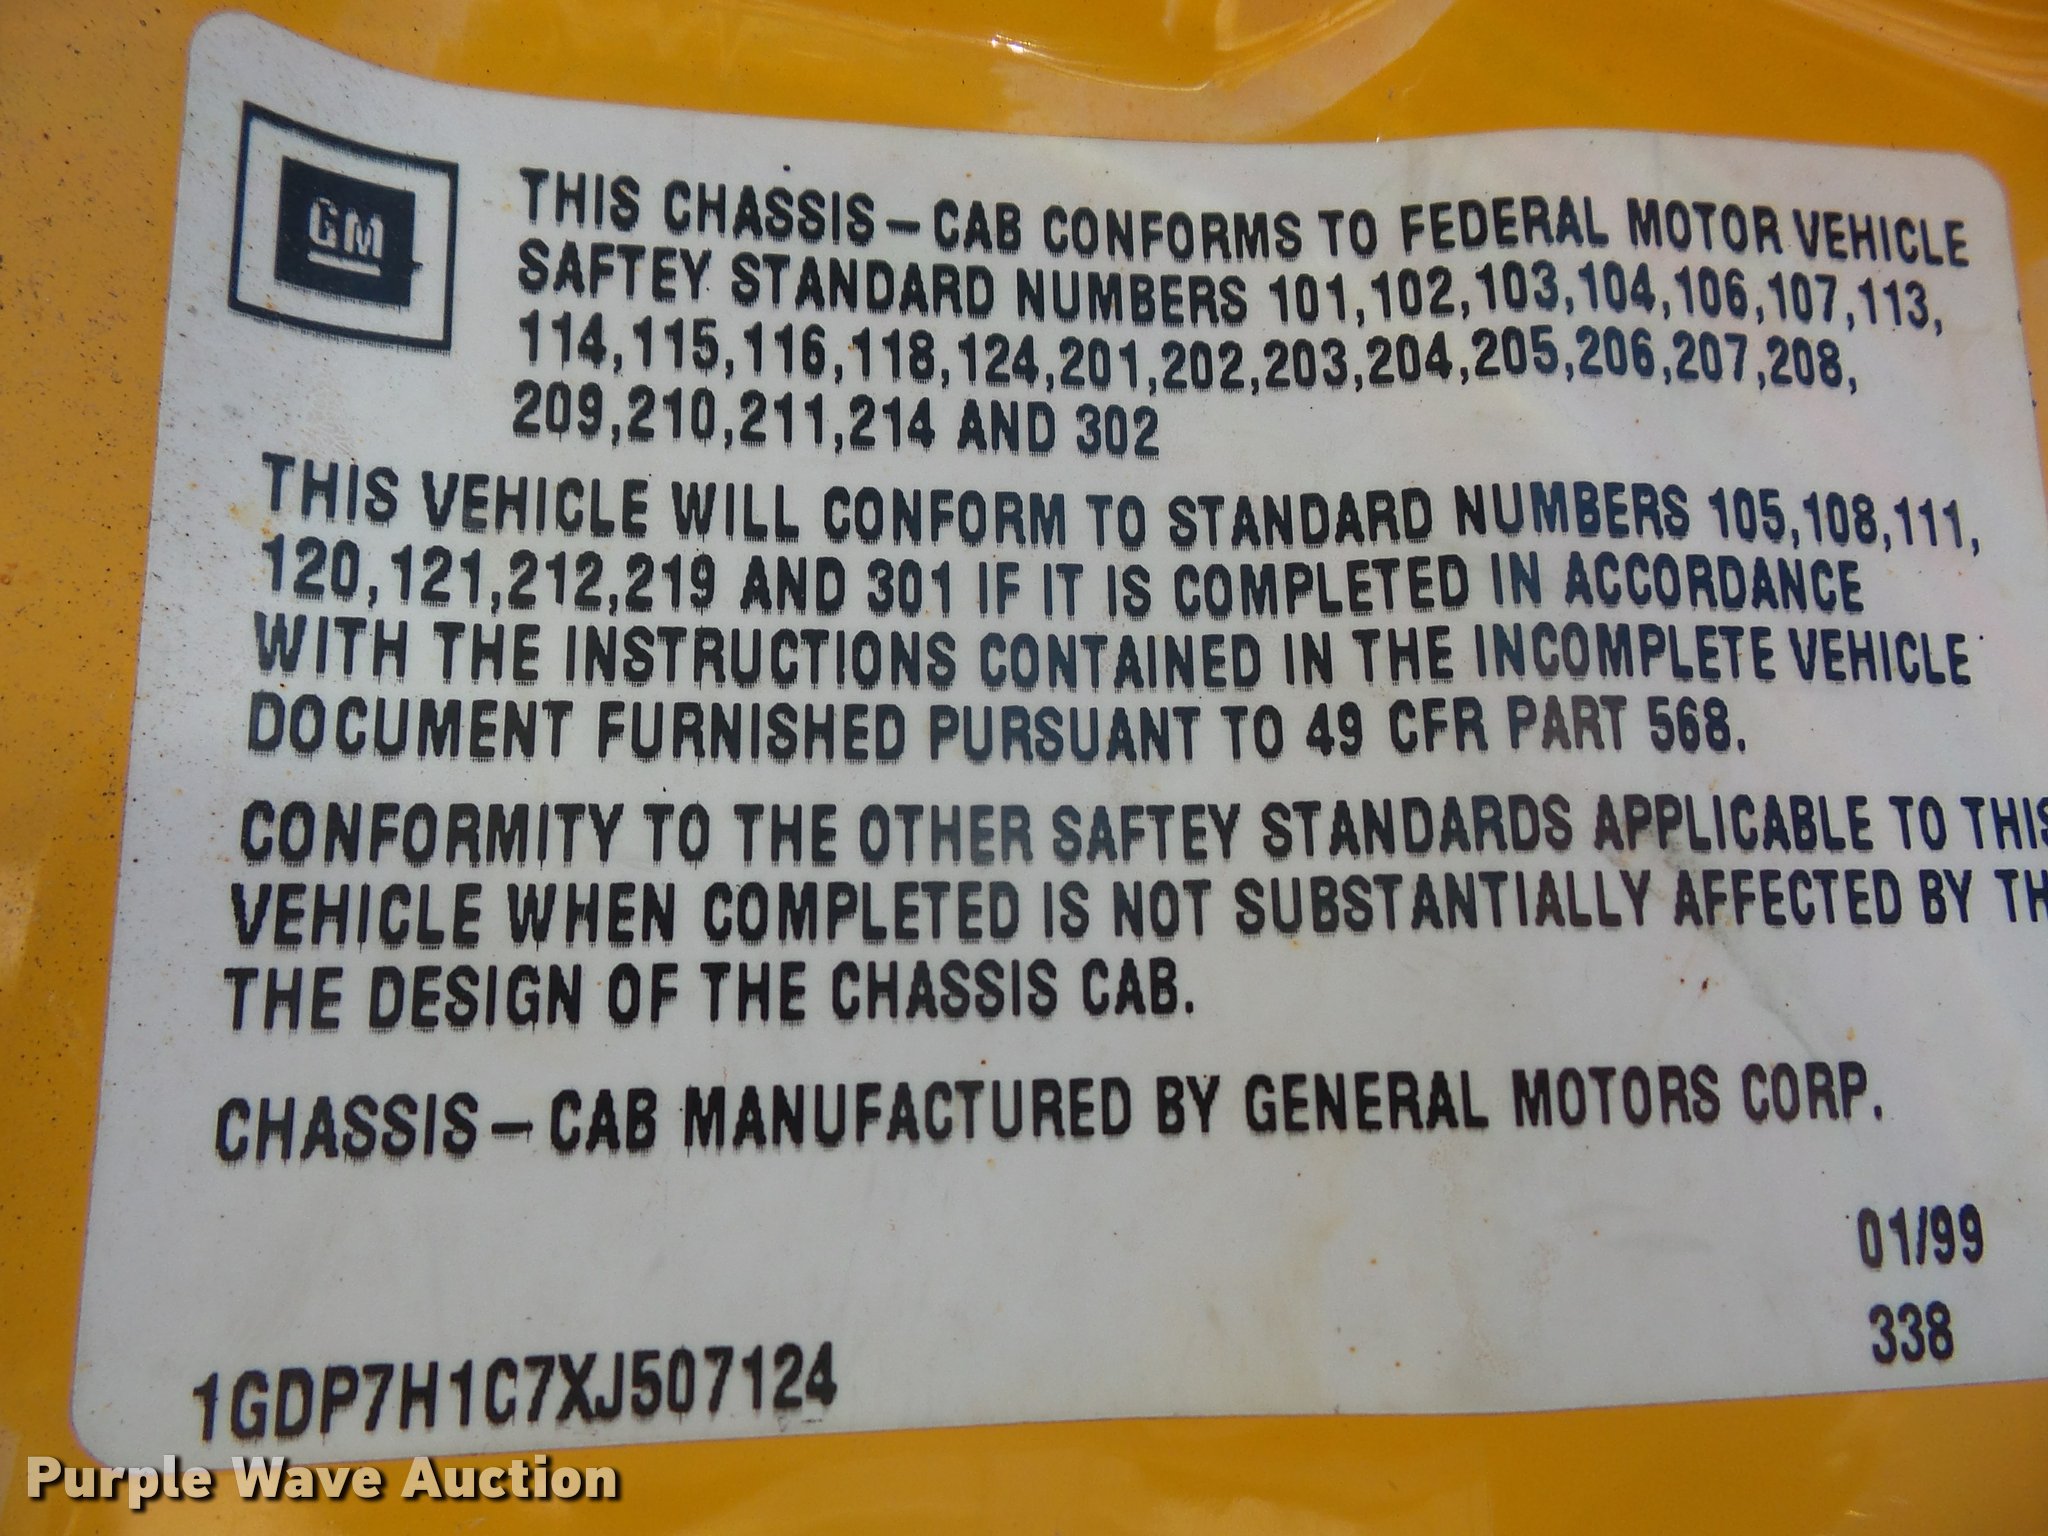 GM
THIS CHASSIS-CAB CONFORMS TO FEDERAL MOTOR VEHICLE
SAFTEY STANDARD NUMBERS 101,102,103,104,106,107,113,
114,115,116,118,124,201,202,203,204,205,206,207,208,
209,210,211,214 AND 302
THIS VEHICLE WILL CONFORM TO STANDARD NUMBERS 105,108,111,
120,121,212,219 AND 301 IF IT IS COMPLETED IN ACCORDANCE
WITH THE INSTRUCTIONS CONTAINED IN THE INCOMPLETE VEHICLE
DOCUMENT FURNISHED PURSUANT TO 49 CFR PART 568.
CONFORMITY TO THE OTHER SAFTEY STANDARDS APPLICABLE TO THIS
VEHICLE WHEN COMPLETED IS NOT SUBSTANTIALLY AFFECTED BY TH
THE DESIGN OF THE CHASSIS CAB.
CHASSIS-CAB MANUFACTURED BY GENERAL MOTORS CORP.
01/99
338
1GDP7H1C7XJ507124
Purple Wave Auction